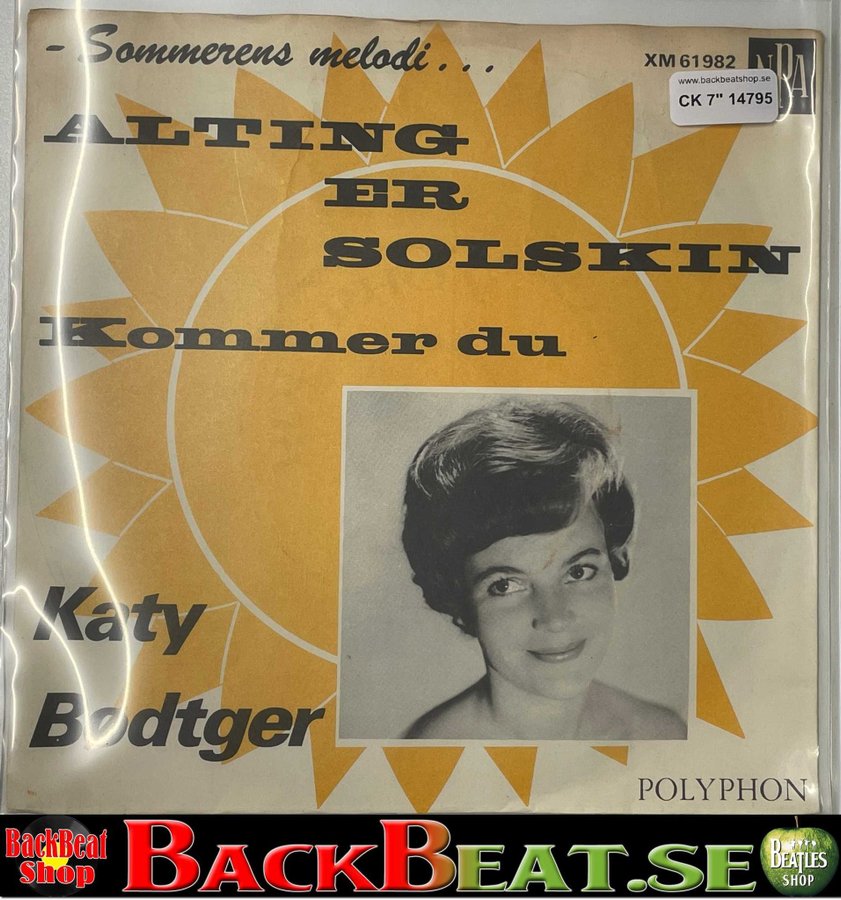 - Sommerens melodi...
XM 61982
NPA
www.backbeatshop.se
CK 7" 14795
ALTING
ER
SOLSKIN
Kommer du
Katy
Bødtger
POLYPHON
BackBeat
Shop
BACKBEAT.SE
BEATLES
SHOP